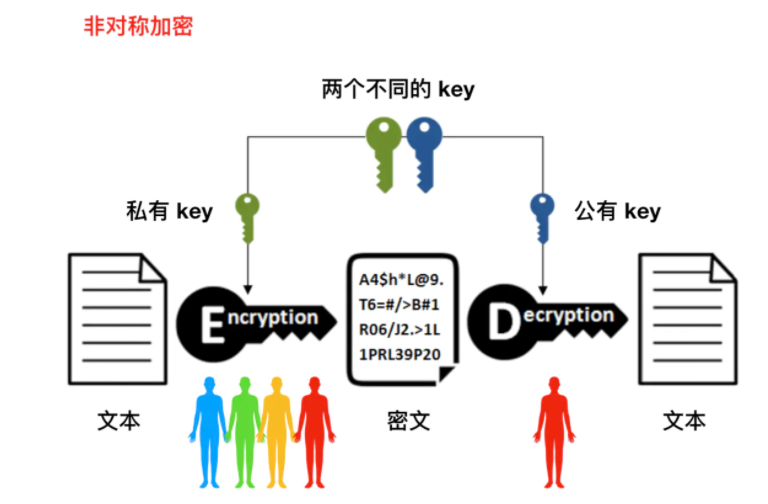 非对称加密
两个不同的 key
私有 key
公有 key
A4$h*L@9.
T6=#/>B#1
R06/J2.>1L
1PRL39P20
Encryption
Decryption
文本
密文
文本